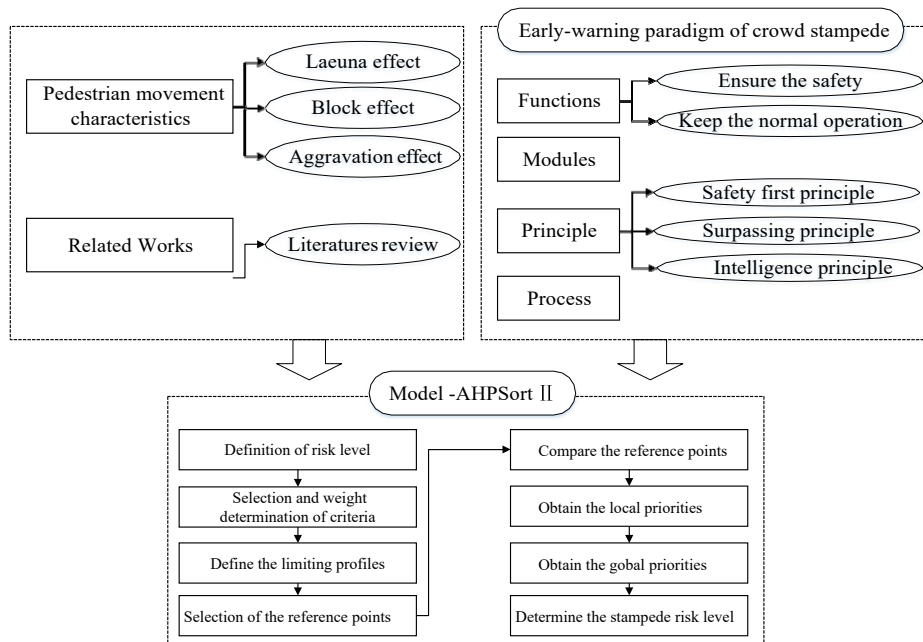 Pedestrian movement
characteristics
Laeuna effect
Block effect
Aggravation effect
Related Works
Literatures review
Early-warning paradigm of crowd stampede
Functions
Ensure the safety
Keep the normal operation
Modules
Principle
Safety first principle
Surpassing principle
Intelligence principle
Process
Model -AHPSort Ⅱ
Definition of risk level
Selection and weight
determination of criteria
Define the limiting profiles
Selection of the reference points
Compare the reference points
Obtain the local priorities
Obtain the gobal priorities
Determine the stampede risk level